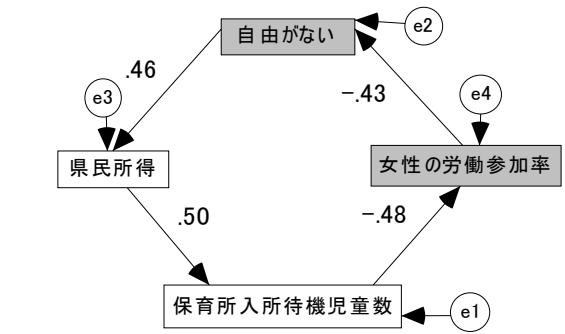 自由がない
e2
.46
-.43
e3
e4
県民所得
女性の労働参加率
.50
-.48
保育所入所待機児童数
e1